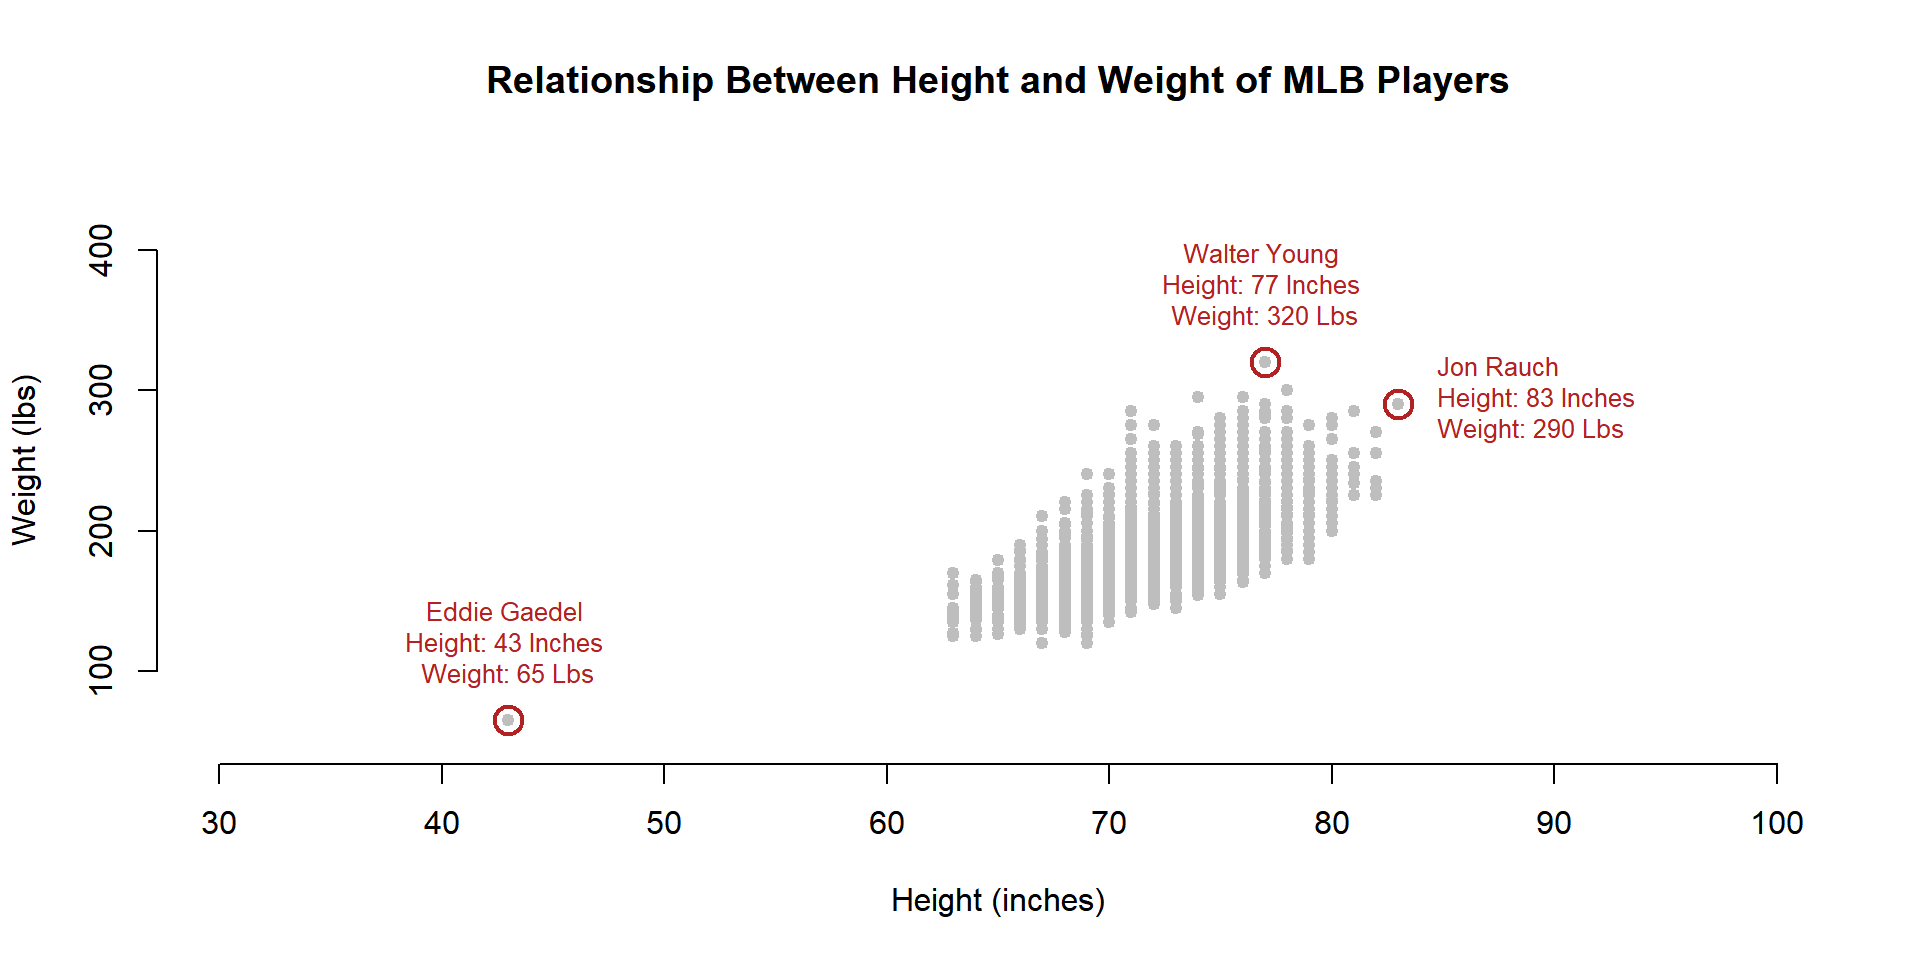 Relationship Between Height and Weight of MLB Players
Weight (lbs)
400
300
200
100
Walter Young
Height: 77 Inches
Weight: 320 Lbs
Jon Rauch
Height: 83 Inches
Weight: 290 Lbs
Eddie Gaedel
Height: 43 Inches
Weight: 65 Lbs
30 40 50 60 70 80 90 100
Height (inches)